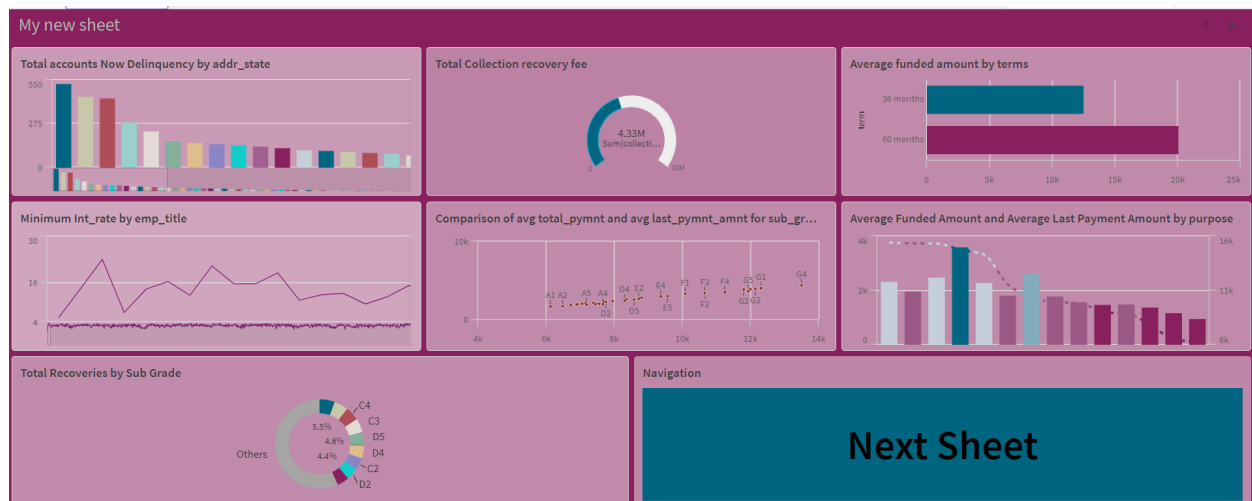 My new sheet
Total accounts Now Delinquency by addr_state
550
275
0
Total Collection recovery fee
4.33M
Sum(collecti...
0
10M
Average funded amount by terms
term
36 months
60 months
0
5k
10k
15k
20k
25k
Minimum Int_rate by emp_title
30
16
4
Comparison of avg total_pymnt and avg last_pymnt_amnt for sub_gr...
10k
0
A1
A2
A5
A4
D2
D4
E2
D5
E4
E5
F1
F3
F2
F4
G5
G1
G2
G3
G4
4k
6k
8k
10k
12k
14k
Average Funded Amount and Average Last Payment Amount by purpose
4k
2k
0
16k
11k
6k
Total Recoveries by Sub Grade
Others
5.5%
4.8%
4.4%
C4
C3
D5
D4
C2
D2
Navigation
Next Sheet